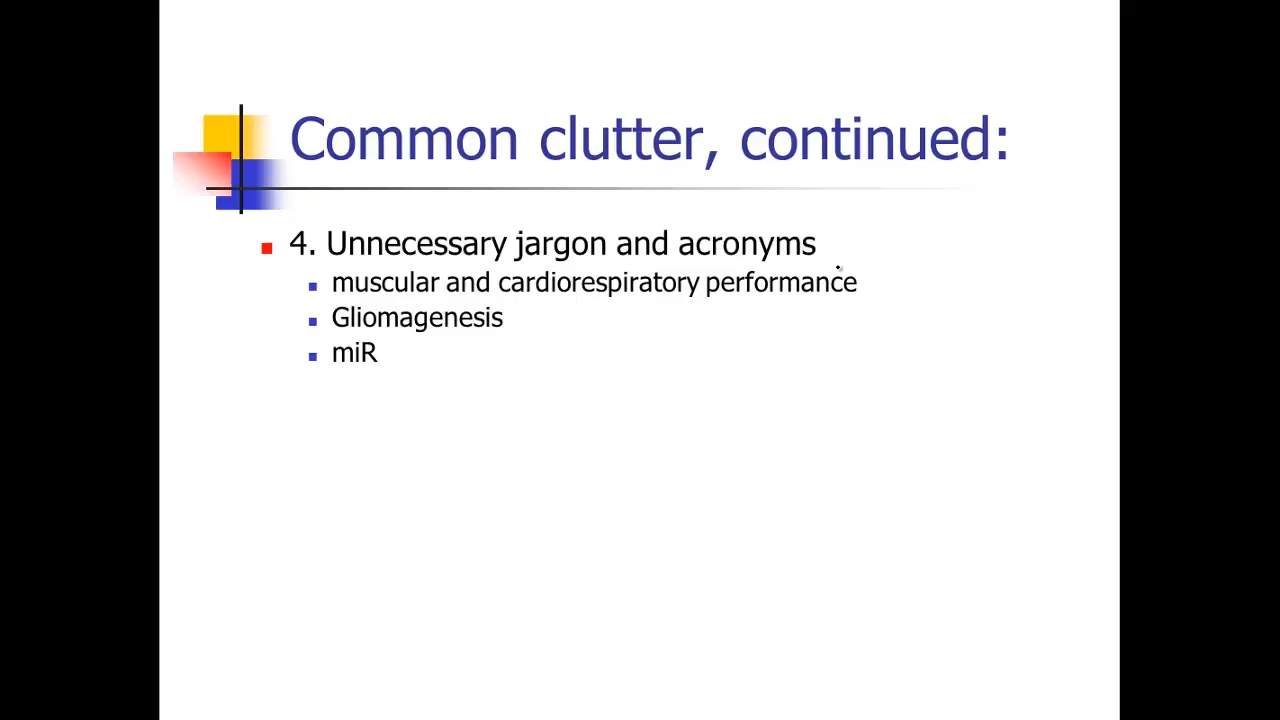 Common clutter, continued:
4. Unnecessary jargon and acronyms
muscular and cardiorespiratory performance
Gliomagenesis
miR